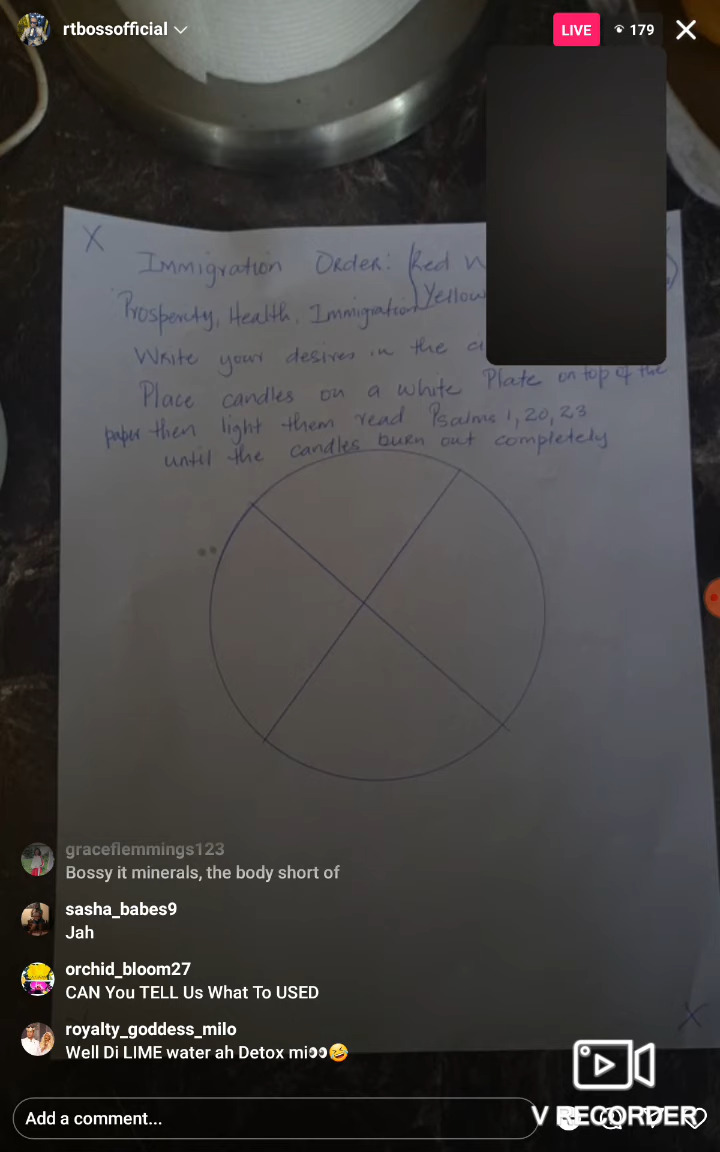 rtbossofficial
LIVE
179
X
Immigration Order: (Red
Prosperity, Health, Immigration) Yellow
Write your desires in the
Place candles on a white Plate on top of the
paper then light them read Psalms 1, 20, 23
until the candles burn out completely
X
graceflemmings123
Bossy it minerals, the body short of
sasha_babes9
Jah
orchid_bloom27
CAN You TELL Us What To USED
royalty_goddess_milo
Well Di LIME water ah Detox mi👀🤣
Add a comment...
V RECORDER